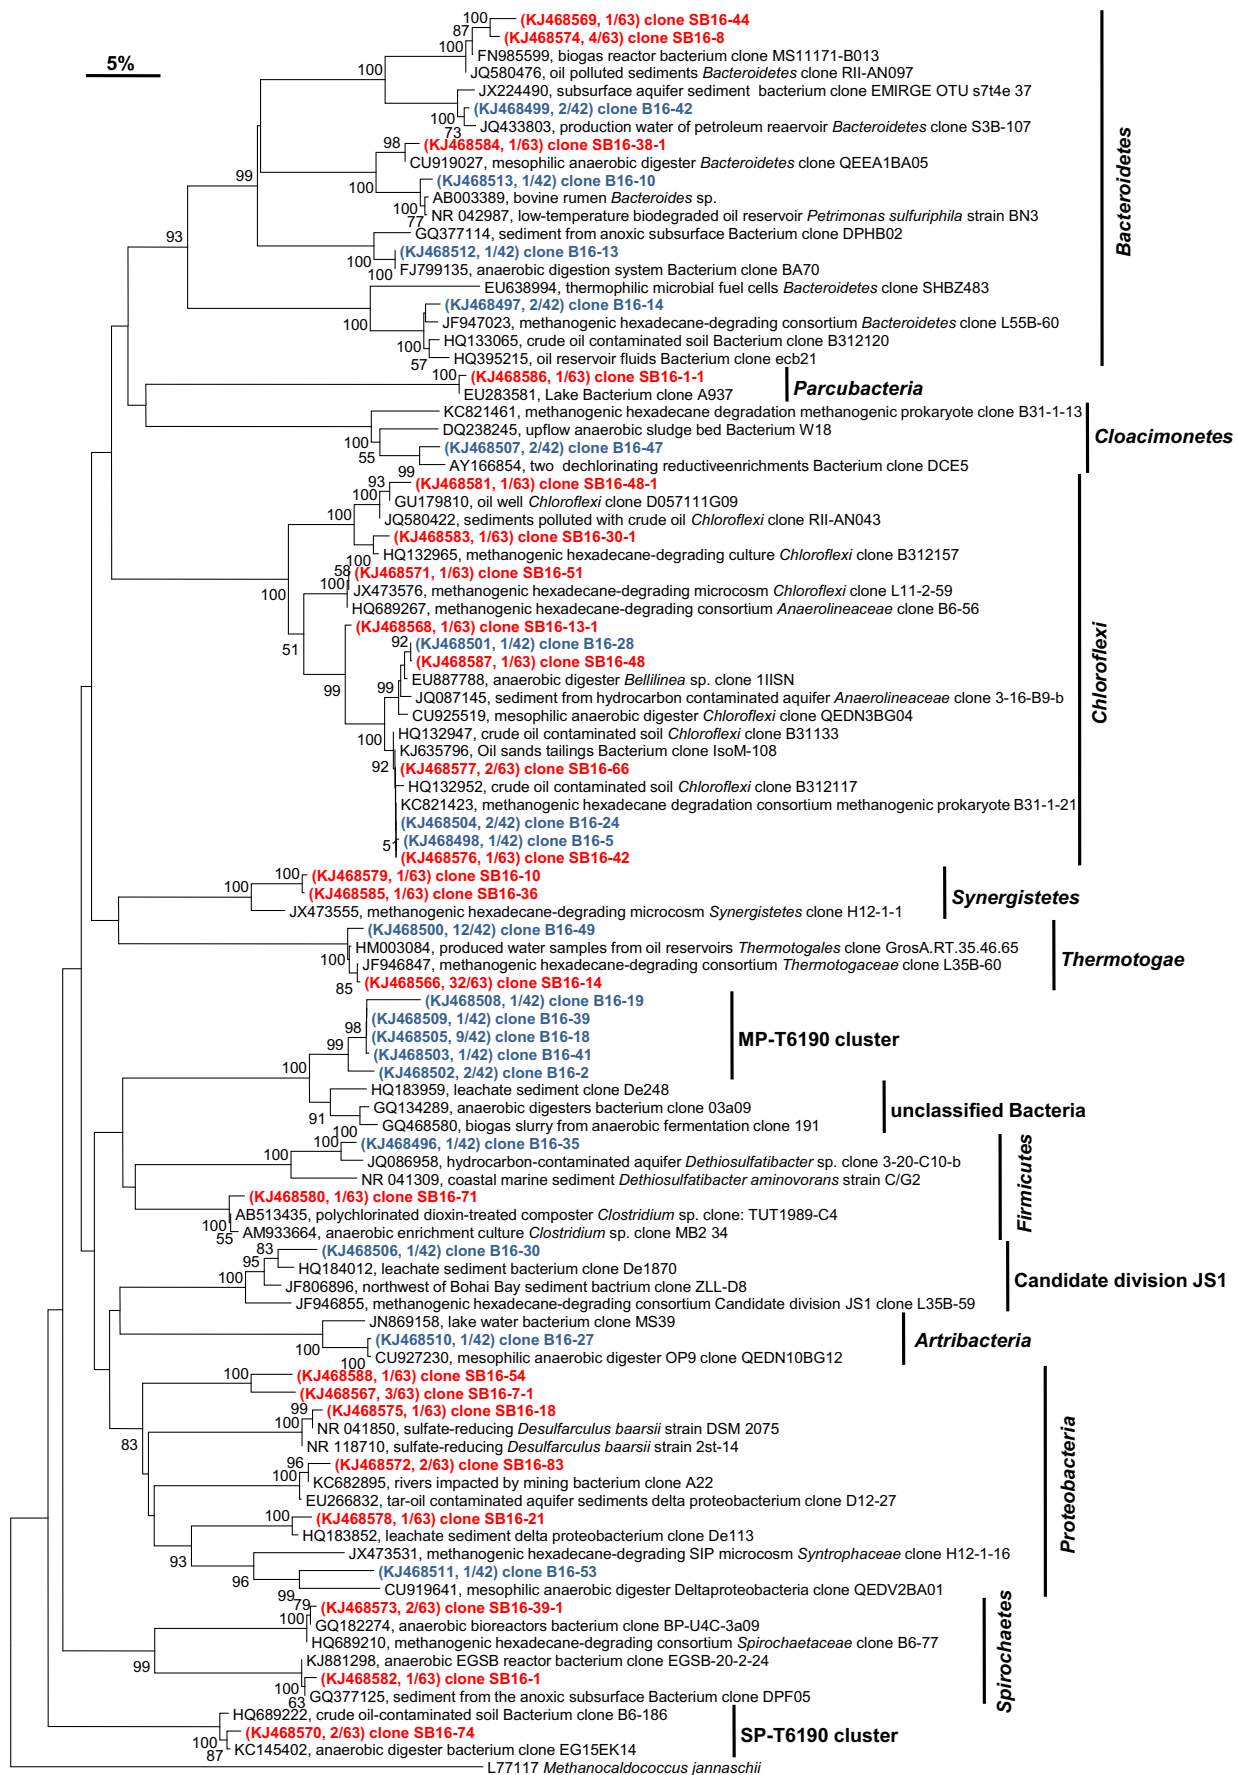 5%
100
(KJ468569, 1/63) clone SB16-44
87
(KJ468574, 4/63) clone SB16-8
100
FN985599, biogas reactor bacterium clone MS11171-B013
100
JQ580476, oil polluted sediments Bacteroidetes clone RII-AN097
JX224490, subsurface aquifer sediment bacterium clone EMIRGE OTU s7t4e 37
(KJ468499, 2/42) clone B16-42
100
JQ433803, production water of petroleum reaervoir Bacteroidetes clone S3B-107
73
98
(KJ468584, 1/63) clone SB16-38-1
CU919027, mesophilic anaerobic digester Bacteroidetes clone QEEA1BA05
99
(KJ468513, 1/42) clone B16-10
100
AB003389, bovine rumen Bacteroides sp.
100
NR 042987, low-temperature biodegraded oil reservoir Petrimonas sulfuriphila strain BN3
77
GQ377114, sediment from anoxic subsurface Bacterium clone DPHB02
93
(KJ468512, 1/42) clone B16-13
100
FJ799135, anaerobic digestion system Bacterium clone BA70
100
EU638994, thermophilic microbial fuel cells Bacteroidetes clone SHBZ483
(KJ468497, 2/42) clone B16-14
100
JF947023, methanogenic hexadecane-degrading consortium Bacteroidetes clone L55B-60
HQ133065, crude oil contaminated soil Bacterium clone B312120
100
HQ395215, oil reservoir fluids Bacterium clone ecb21
57
Bacteroidetes
100
(KJ468586, 1/63) clone SB16-1-1
EU283581, Lake Bacterium clone A937
Parcubacteria
KC821461, methanogenic hexadecane degradation methanogenic prokaryote clone B31-1-13
DQ238245, upflow anaerobic sludge bed Bacterium W18
100
(KJ468507, 2/42) clone B16-47
55
AY166854, two dechlorinating reductiveenrichments Bacterium clone DCE5
99
Cloacimonetes
93
(KJ468581, 1/63) clone SB16-48-1
100
GU179810, oil well Chloroflexi clone D057111G09
100
JQ580422, sediments polluted with crude oil Chloroflexi clone RII-AN043
(KJ468583, 1/63) clone SB16-30-1
HQ132965, methanogenic hexadecane-degrading culture Chloroflexi clone B312157
100
58
(KJ468571, 1/63) clone SB16-51
100
JX473576, methanogenic hexadecane-degrading microcosm Chloroflexi clone L11-2-59
100
HQ689267, methanogenic hexadecane-degrading consortium Anaerolineaceae clone B6-56
(KJ468568, 1/63) clone SB16-13-1
92
(KJ468501, 1/42) clone B16-28
51
(KJ468587, 1/63) clone SB16-48
EU887788, anaerobic digester Bellilinea sp. clone 1IISN
99
99
JQ087145, sediment from hydrocarbon contaminated aquifer Anaerolineaceae clone 3-16-B9-b
CU925519, mesophilic anaerobic digester Chloroflexi clone QEDN3BG04
100
HQ132947, crude oil contaminated soil Chloroflexi clone B31133
KJ635796, Oil sands tailings Bacterium clone IsoM-108
92
(KJ468577, 2/63) clone SB16-66
HQ132952, crude oil contaminated soil Chloroflexi clone B312117
KC821423, methanogenic hexadecane degradation consortium methanogenic prokaryote B31-1-21
(KJ468504, 2/42) clone B16-24
(KJ468498, 1/42) clone B16-5
51
(KJ468576, 1/63) clone SB16-42
Chloroflexi
100
(KJ468579, 1/63) clone SB16-10
100
(KJ468585, 1/63) clone SB16-36
JX473555, methanogenic hexadecane-degrading microcosm Synergistetes clone H12-1-1
Synergistetes
(KJ468500, 12/42) clone B16-49
HM003084, produced water samples from oil reservoirs Thermotogales clone GrosA.RT.35.46.65
100
JF946847, methanogenic hexadecane-degrading consortium Thermotogaceae clone L35B-60
85
(KJ468566, 32/63) clone SB16-14
Thermotogae
(KJ468508, 1/42) clone B16-19
(KJ468509, 1/42) clone B16-39
98
(KJ468505, 9/42) clone B16-18
99
(KJ468503, 1/42) clone B16-41
100
(KJ468502, 2/42) clone B16-2
MP-T6190 cluster
HQ183959, leachate sediment clone De248
GQ134289, anaerobic digesters bacterium clone 03a09
91
GQ468580, biogas slurry from anaerobic fermentation clone 191
unclassified Bacteria
100
(KJ468496, 1/42) clone B16-35
100
JQ086958, hydrocarbon-contaminated aquifer Dethiosulfatibacter sp. clone 3-20-C10-b
NR 041309, coastal marine sediment Dethiosulfatibacter aminovorans strain C/G2
(KJ468580, 1/63) clone SB16-71
AB513435, polychlorinated dioxin-treated composter Clostridium sp. clone: TUT1989-C4
100
AM933664, anaerobic enrichment culture Clostridium sp. clone MB2 34
55
Firmicutes
83
(KJ468506, 1/42) clone B16-30
95
HQ184012, leachate sediment bacterium clone De1870
100
JF806896, northwest of Bohai Bay sediment bactrium clone ZLL-D8
JF946855, methanogenic hexadecane-degrading consortium Candidate division JS1 clone L35B-59
Candidate division JS1
JN869158, lake water bacterium clone MS39
(KJ468510, 1/42) clone B16-27
100
CU927230, mesophilic anaerobic digester OP9 clone QEDN10BG12
100
Artribacteria
100
(KJ468588, 1/63) clone SB16-54
(KJ468567, 3/63) clone SB16-7-1
99
(KJ468575, 1/63) clone SB16-18
100
NR 041850, sulfate-reducing Desulfarculus baarsii strain DSM 2075
83
NR 118710, sulfate-reducing Desulfarculus baarsii strain 2st-14
96
(KJ468572, 2/63) clone SB16-83
100
KC682895, rivers impacted by mining bacterium clone A22
EU266832, tar-oil contaminated aquifer sediments delta proteobacterium clone D12-27
100
(KJ468578, 1/63) clone SB16-21
HQ183852, leachate sediment delta proteobacterium clone De113
93
JX473531, methanogenic hexadecane-degrading SIP microcosm Syntrophaceae clone H12-1-16
(KJ468511, 1/42) clone B16-53
96
CU919641, mesophilic anaerobic digester Deltaproteobacteria clone QEDV2BA01
99
Proteobacteria
79
(KJ468573, 2/63) clone SB16-39-1
100
GQ182274, anaerobic bioreactors bacterium clone BP-U4C-3a09
HQ689210, methanogenic hexadecane-degrading consortium Spirochaetaceae clone B6-77
99
KJ881298, anaerobic EGSB reactor bacterium clone EGSB-20-2-24
(KJ468582, 1/63) clone SB16-1
100
GQ377125, sediment from the anoxic subsurface Bacterium clone DPF05
63
Spirochaetes
HQ689222, crude oil-contaminated soil Bacterium clone B6-186
(KJ468570, 2/63) clone SB16-74
100
KC145402, anaerobic digester bacterium clone EG15EK14
87
SP-T6190 cluster
L77117 Methanocaldococcus jannaschii